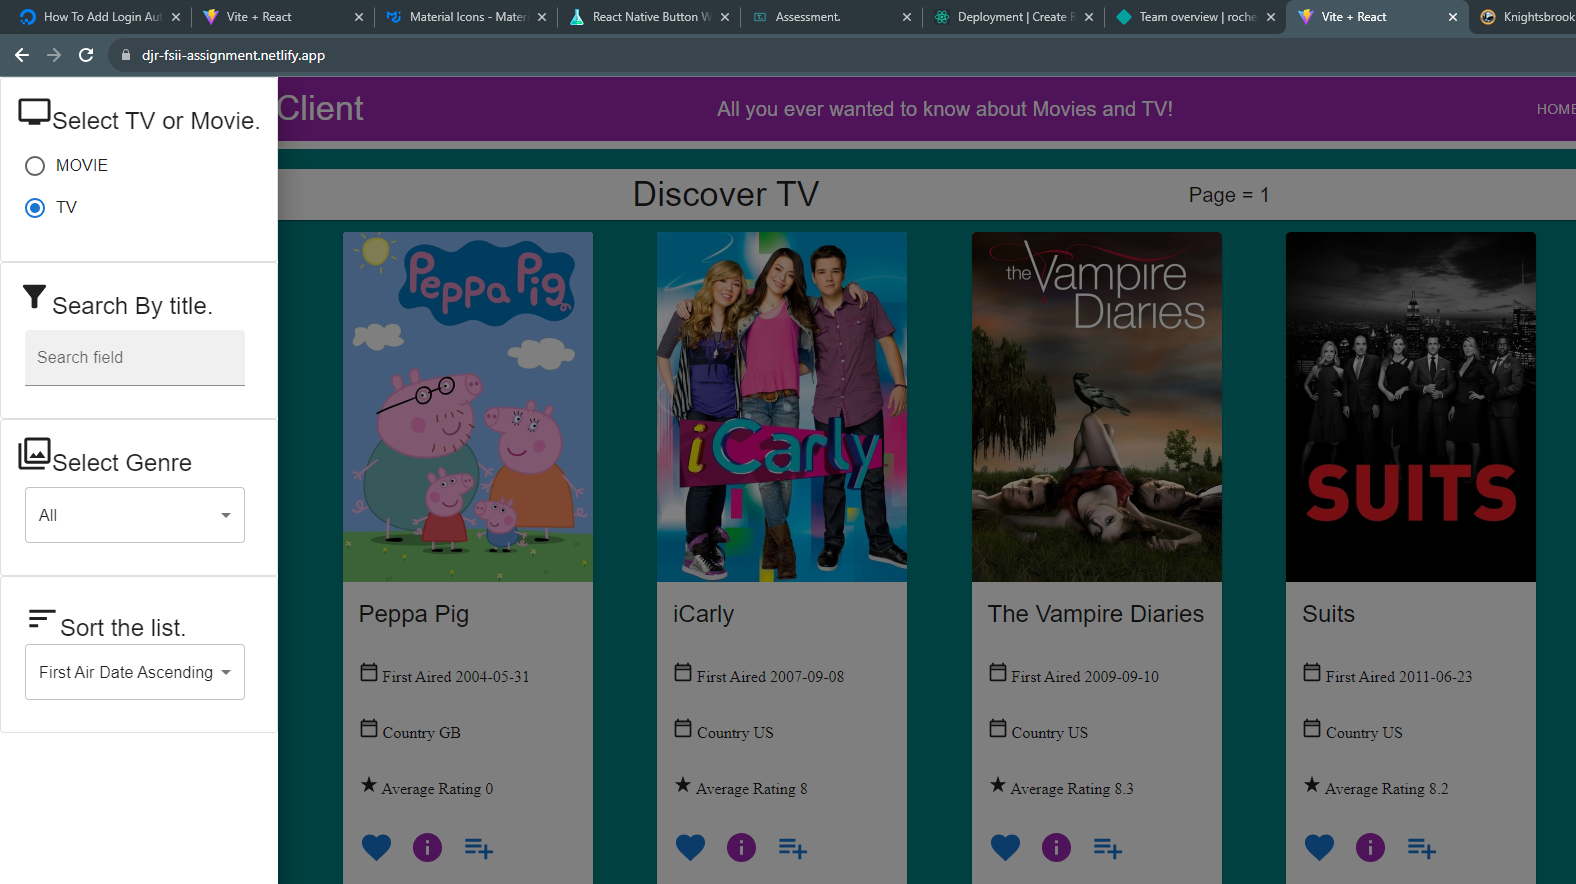 How To Add Login Aut
Vite + React
Material Icons - Mater
React Native Button W
Assessment.
Deployment | Create R
Team overview | roche
Vite + React
Knightsbrook
djr-fsii-assignment.netlify.app
Client
All you ever wanted to know about Movies and TV!
HOME
Select TV or Movie.
MOVIE
TV
Search By title.
Search field
Select Genre
All
Sort the list.
First Air Date Ascending
Discover TV
Page = 1
Peppa Pig
iCarly
the Vampire
Diaries
SUITS
Peppa Pig
First Aired 2004-05-31
Country GB
Average Rating 0
iCarly
First Aired 2007-09-08
Country US
Average Rating 8
The Vampire Diaries
First Aired 2009-09-10
Country US
Average Rating 8.3
Suits
First Aired 2011-06-23
Country US
Average Rating 8.2